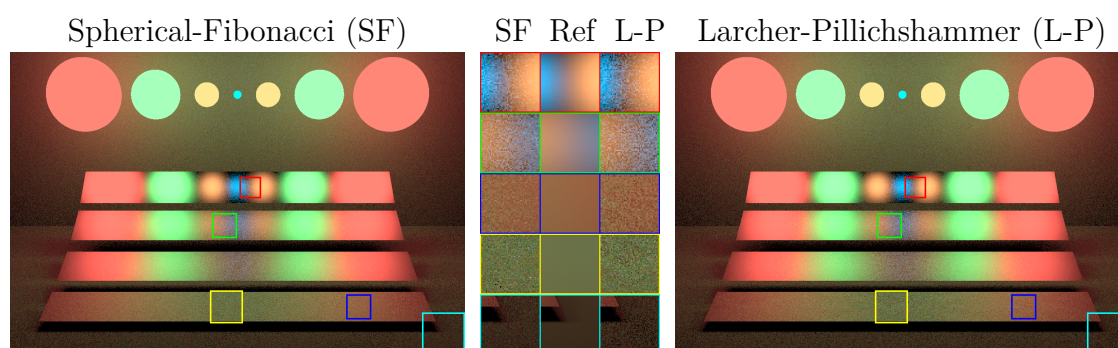 Spherical-Fibonacci (SF)
SF Ref L-P
Larcher-Pillichshammer (L-P)